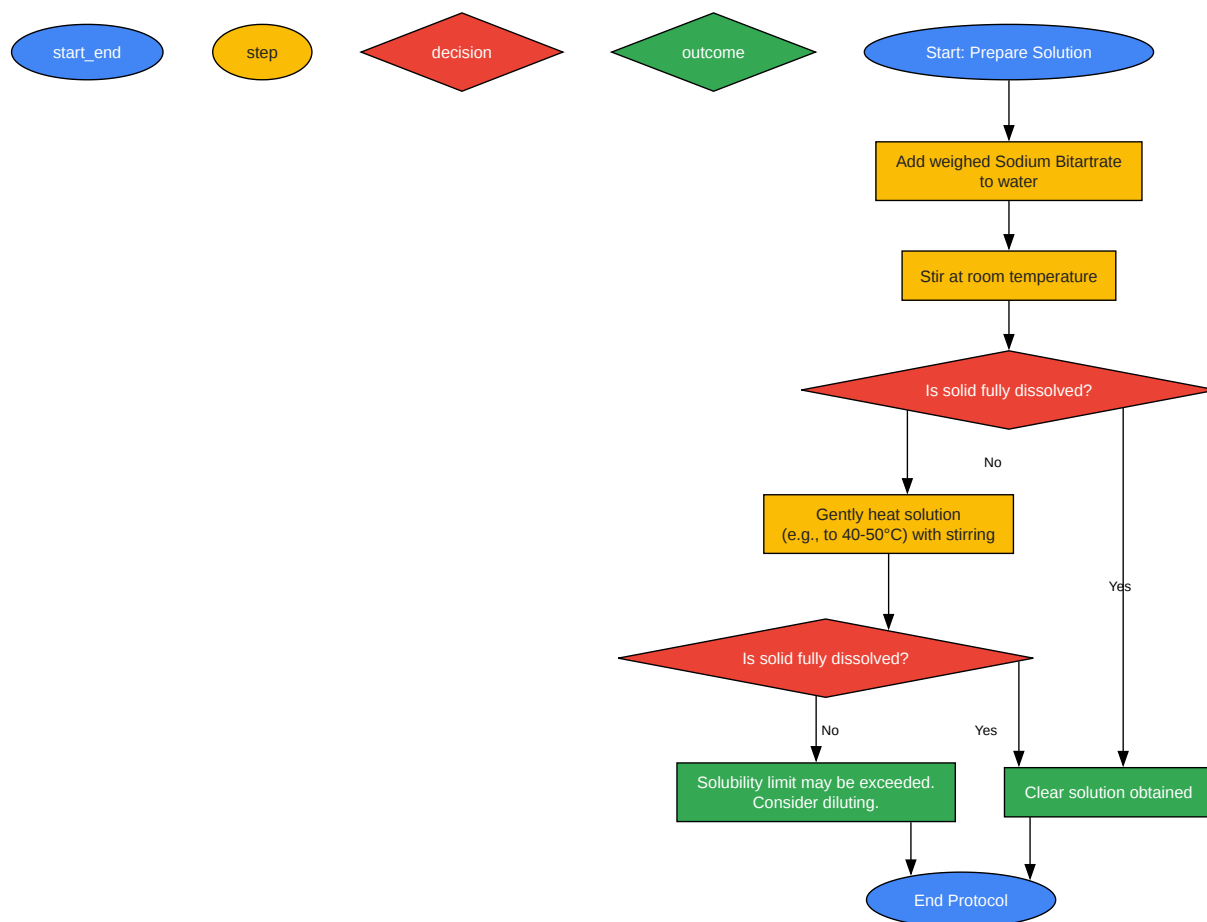 start_end
step
decision
outcome
Start: Prepare Solution
Add weighed Sodium Bitartrate
to water
Stir at room temperature
Is solid fully dissolved?
No
Gently heat solution
(e.g., to 40-50°C) with stirring
Yes
Is solid fully dissolved?
No
Yes
Solubility limit may be exceeded.
Consider diluting.
Clear solution obtained
End Protocol